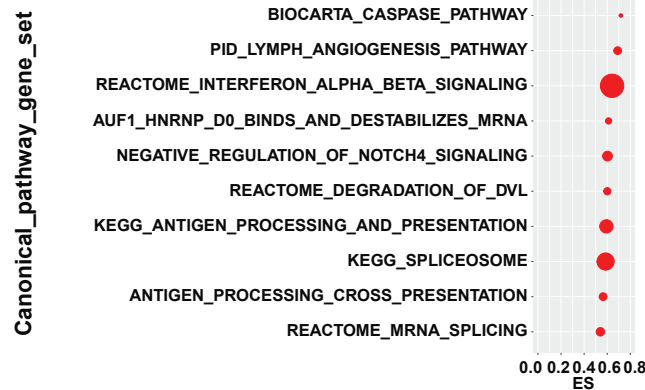 Canonical_pathway_gene_set
BIOCARTA_CASPASE_PATHWAY
PID_LYMPH_ANGIOGENESIS_PATHWAY
REACTOME_INTERFERON_ALPHA_BETA_SIGNALING
AUF1_HNRNP_D0_BINDS_AND_DESTABILIZES_MRNA
NEGATIVE_REGULATION_OF_NOTCH4_SIGNALING
REACTOME_DEGRADATION_OF_DVL
KEGG_ANTIGEN_PROCESSING_AND_PRESENTATION
KEGG_SPLICEOSOME
ANTIGEN_PROCESSING_CROSS_PRESENTATION
REACTOME_MRNA_SPLICING
0.0 0.2 0.4 0.6 0.8
ES